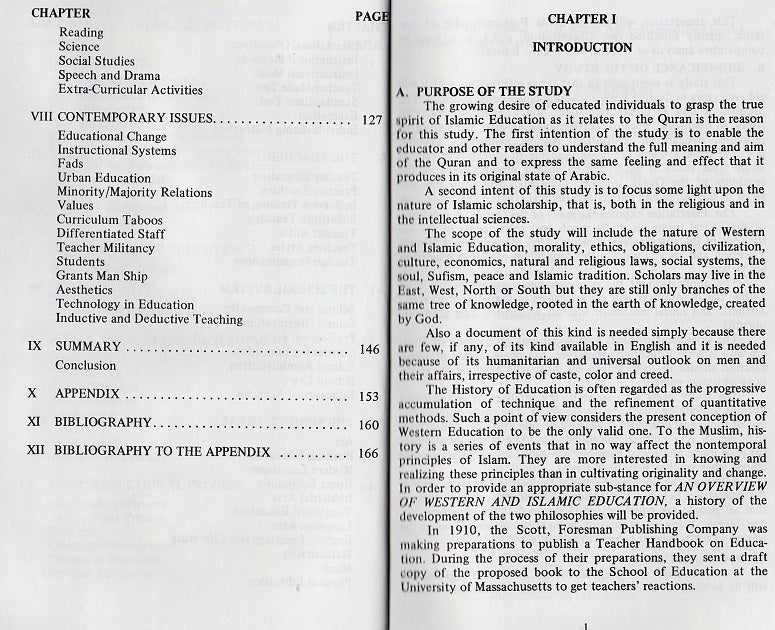 CHAPTER PAGE
Reading
Science
Social Studies
Speech and Drama
Extra-Curricular Activities
VIII CONTEMPORARY ISSUES. . . . . . . . . . . . . . . . . . . . . 127
Educational Change
Instructional Systems
Fads
Urban Education
Minority/Majority Relations
Values
Curriculum Taboos
Differentiated Staff
Teacher Militancy
Students
Grants Man Ship
Aesthetics
Technology in Education
Inductive and Deductive Teaching
IX SUMMARY . . . . . . . . . . . . . . . . . . . . . . . . . . . . . . . . 146
Conclusion
X APPENDIX . . . . . . . . . . . . . . . . . . . . . . . . . . . . . . . . 153
XI BIBLIOGRAPHY. . . . . . . . . . . . . . . . . . . . . . . . . . . . 160
XII BIBLIOGRAPHY TO THE APPENDIX . . . . . . . . . . 166
CHAPTER I
INTRODUCTION
A. PURPOSE OF THE STUDY
The growing desire of educated individuals to grasp the true
spirit of Islamic Education as it relates to the Quran is the reason
for this study. The first intention of the study is to enable the
educator and other readers to understand the full meaning and aim
of the Quran and to express the same feeling and effect that it
produces in its original state of Arabic.
A second intent of this study is to focus some light upon the
nature of Islamic scholarship, that is, both in the religious and in
the intellectual sciences.
The scope of the study will include the nature of Western
and Islamic Education, morality, ethics, obligations, civilization,
culture, economics, natural and religious laws, social systems, the
soul, Sufism, peace and Islamic tradition. Scholars may live in the
East, West, North or South but they are still only branches of the
same tree of knowledge, rooted in the earth of knowledge, created
by God.
Also a document of this kind is needed simply because there
are few, if any, of its kind available in English and it is needed
because of its humanitarian and universal outlook on men and
their affairs, irrespective of caste, color and creed.
The History of Education is often regarded as the progressive
accumulation of technique and the refinement of quantitative
methods. Such a point of view considers the present conception of
Western Education to be the only valid one. To the Muslim, his-
tory is a series of events that in no way affect the nontemporal
principles of Islam. They are more interested in knowing and
realizing these principles than in cultivating originality and change.
In order to provide an appropriate sub-stance for AN OVERVIEW
OF WESTERN AND ISLAMIC EDUCATION, a history of the
development of the two philosophies will be provided.
In 1910, the Scott, Foresman Publishing Company was
making preparations to publish a Teacher Handbook on Educa-
tion. During the process of their preparations, they sent a draft
copy of the proposed book to the School of Education at the
University of Massachusetts to get teachers' reactions.
1